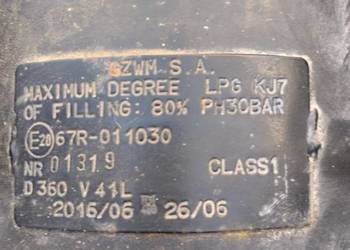 GZWM S.A.
MAXIMUM DEGREE LPG KJ7
OF FILLING: 80% PH30BAR
E-20 67R-011030
NR 01319 CLASS1
D360 V41L
2016/06 26/06